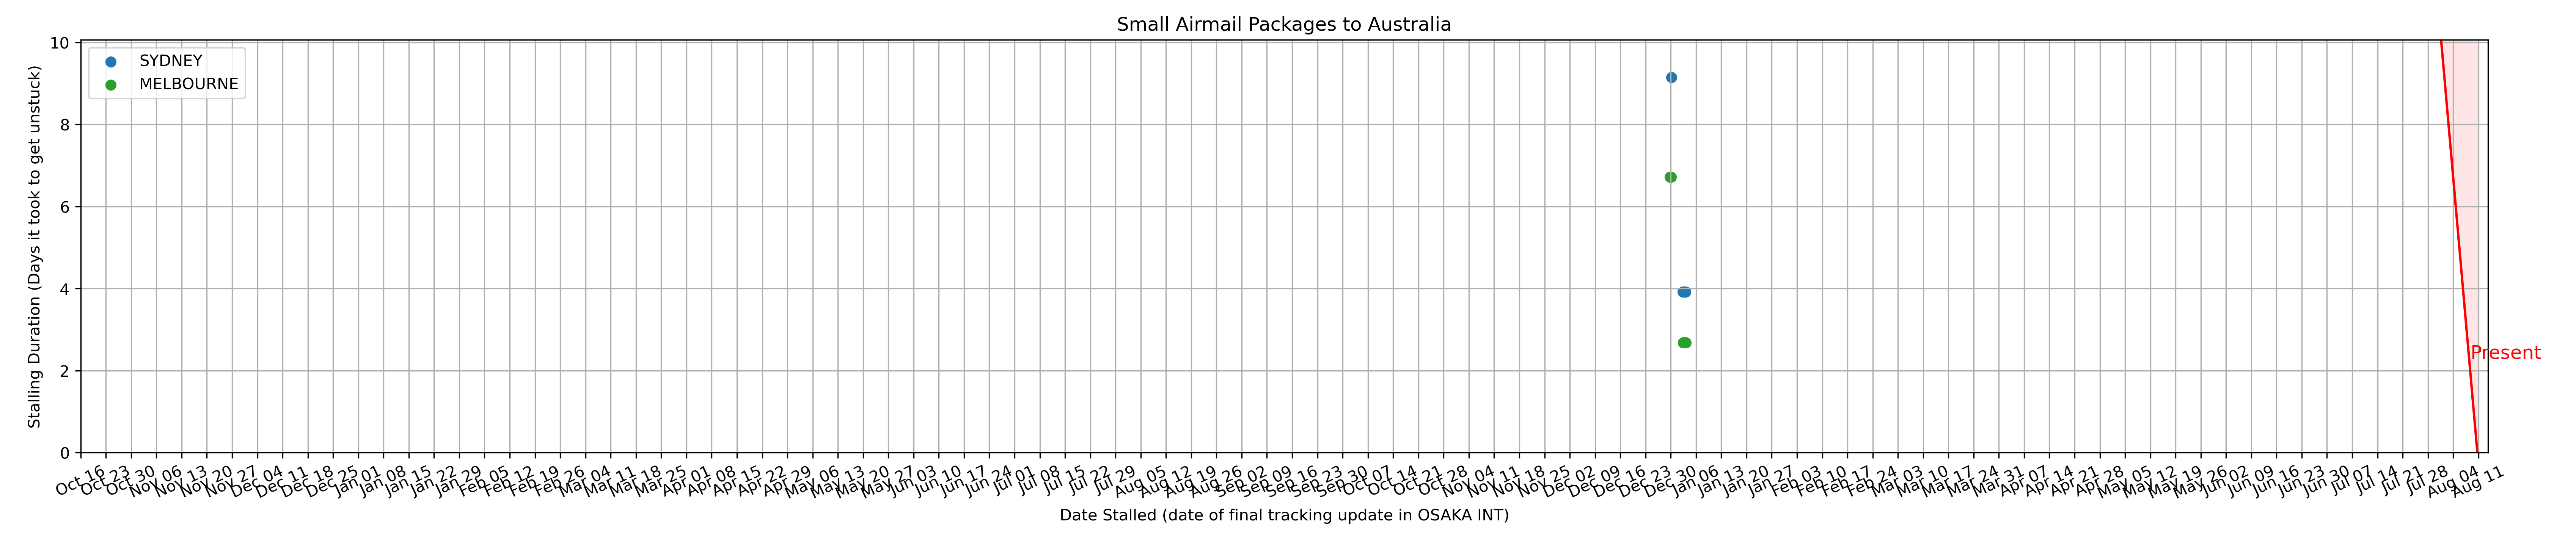 Small Airmail Packages to Australia
SYDNEY
MELBOURNE
Stalling Duration (Days it took to get unstuck)
10
8
6
4
2
0
Present
Oct 16
Oct 23
Oct 30
Nov 06
Nov 13
Nov 20
Nov 27
Dec 04
Dec 11
Dec 18
Dec 25
Jan 01
Jan 08
Jan 15
Jan 22
Jan 29
Feb 05
Feb 12
Feb 19
Feb 26
Mar 04
Mar 11
Mar 18
Mar 25
Apr 01
Apr 08
Apr 15
Apr 22
Apr 29
May 06
May 13
May 20
May 27
Jun 03
Jun 10
Jun 17
Jun 24
Jul 01
Jul 08
Jul 15
Jul 22
Jul 29
Aug 05
Aug 12
Aug 19
Aug 26
Sep 02
Sep 09
Sep 16
Sep 23
Sep 30
Oct 07
Oct 14
Oct 21
Oct 28
Nov 04
Nov 11
Nov 18
Nov 25
Dec 02
Dec 09
Dec 16
Dec 23
Dec 30
Jan 06
Jan 13
Jan 20
Jan 27
Feb 03
Feb 10
Feb 17
Feb 24
Mar 03
Mar 10
Mar 17
Mar 24
Mar 31
Apr 07
Apr 14
Apr 21
Apr 28
May 05
May 12
May 19
May 26
Jun 02
Jun 09
Jun 16
Jun 23
Jun 30
Jul 07
Jul 14
Jul 21
Jul 28
Aug 04
Aug 11
Date Stalled (date of final tracking update in OSAKA INT)